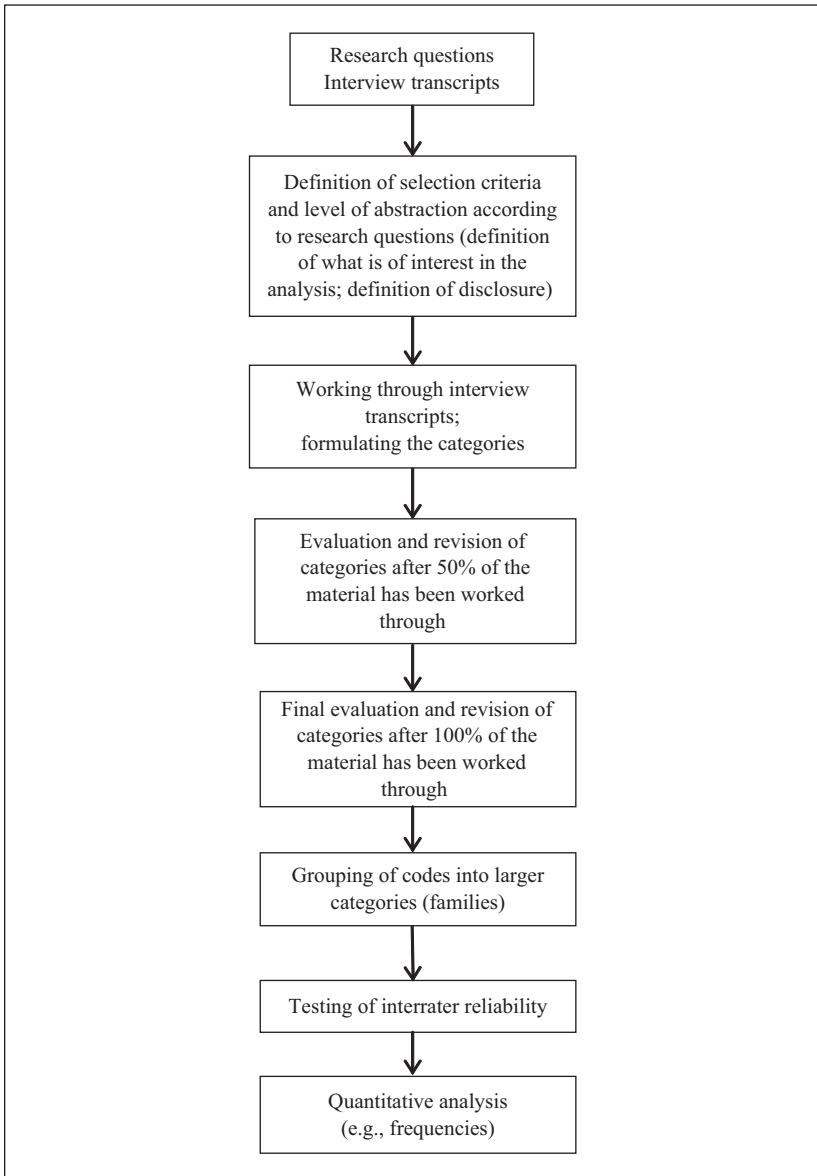 Research questions
Interview transcripts
Definition of selection criteria
and level of abstraction according
to research questions (definition
of what is of interest in the
analysis; definition of disclosure)
Working through interview
transcripts;
formulating the categories
Evaluation and revision of
categories after 50% of the
material has been worked
through
Final evaluation and revision of
categories after 100% of the
material has been worked
through
Grouping of codes into larger
categories (families)
Testing of interrater reliability
Quantitative analysis
(e.g., frequencies)